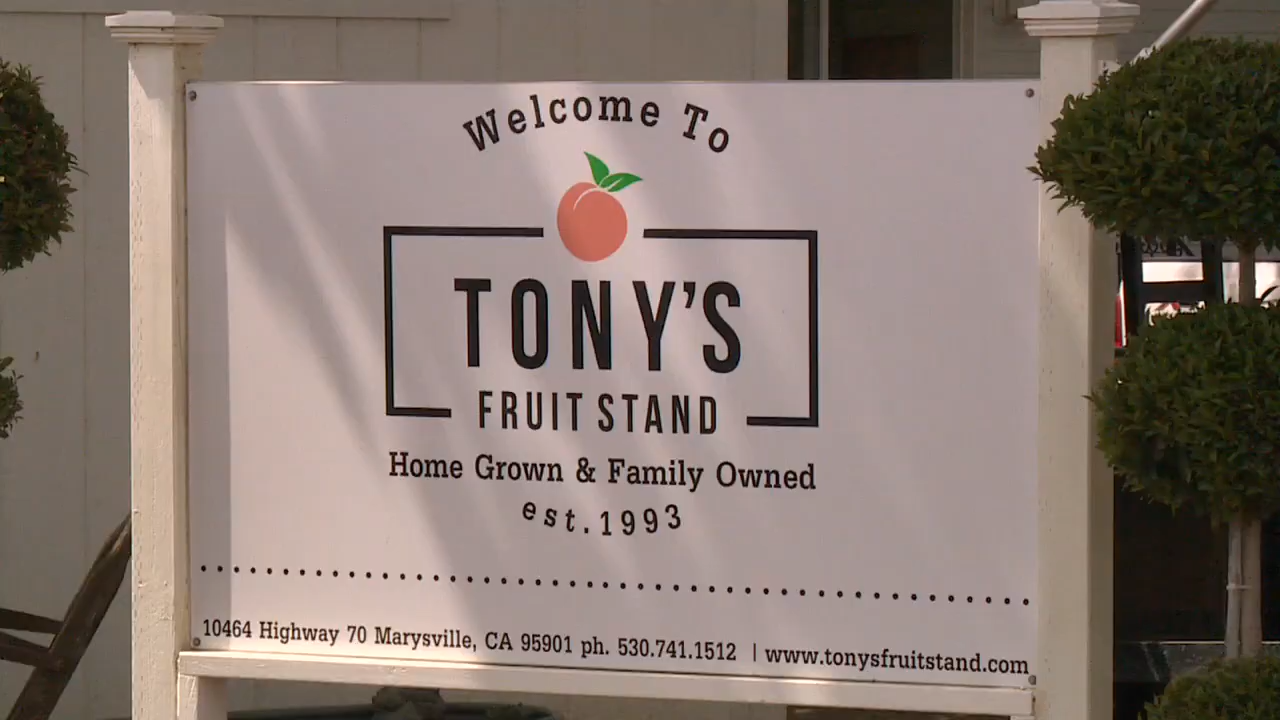 Welcome To
TONY'S
FRUIT STAND
Home Grown & Family Owned
est.1993
10464 Highway 70 Marysville, CA 95901 ph. 530.741.1512 | www.tonysfruitstand.com